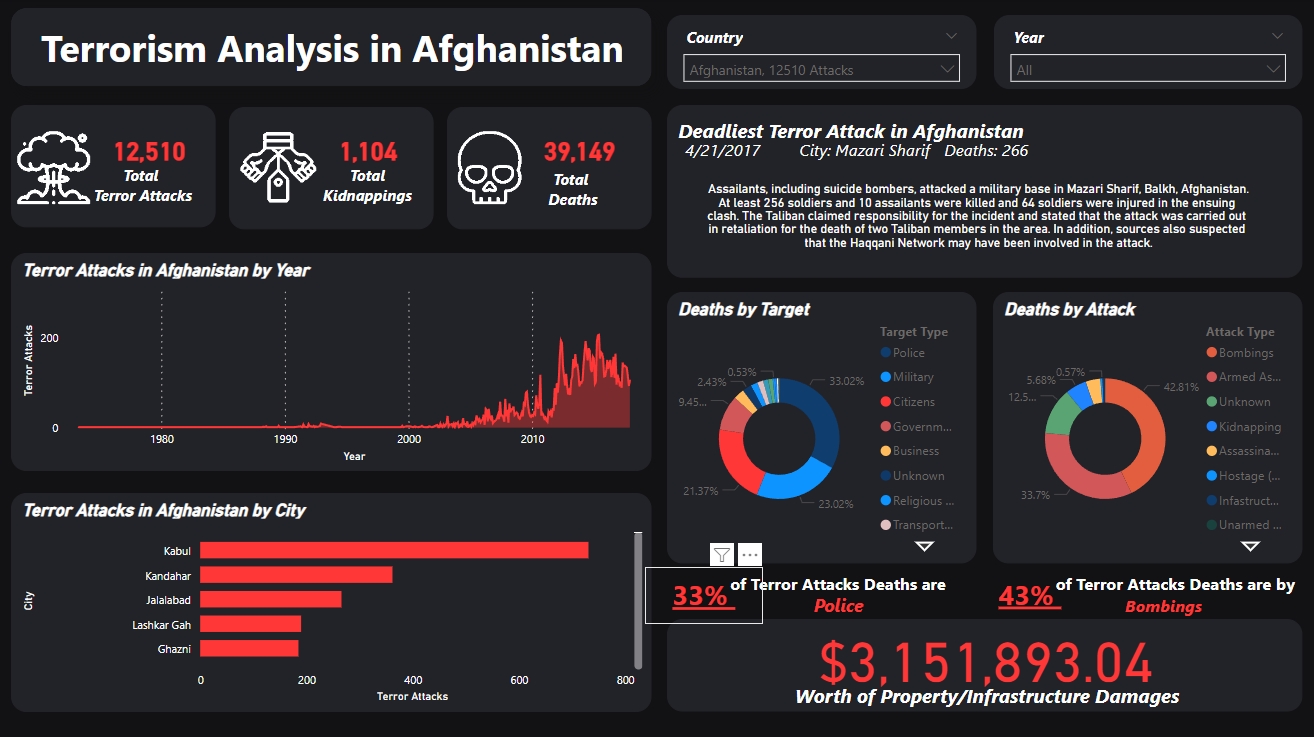 Terrorism Analysis in Afghanistan
Country
Afghanistan, 12510 Attacks
Year
All
12,510
Total
Terror Attacks
1,104
Total
Kidnappings
39,149
Total
Deaths
Deadliest Terror Attack in Afghanistan
4/21/2017 City: Mazari Sharif Deaths: 266
Assailants, including suicide bombers, attacked a military base in Mazari Sharif, Balkh, Afghanistan.
At least 256 soldiers and 10 assailants were killed and 64 soldiers were injured in the ensuing
clash. The Taliban claimed responsibility for the incident and stated that the attack was carried out
in retaliation for the death of two Taliban members in the area. In addition, sources also suspected
that the Haqqani Network may have been involved in the attack.
Terror Attacks in Afghanistan by Year
Terror Attacks
200
0
1980 1990 2000 2010
Year
Deaths by Target
Target Type
Police
Military
Citizens
Governm...
Business
Unknown
Religious ...
Transport...
0.53%
2.43%
9.45...
33.02%
21.37%
23.02%
Deaths by Attack
Attack Type
Bombings
Armed As...
Unknown
Kidnapping
Assassina...
Hostage (...
Infastruct...
Unarmed ...
0.57%
5.68%
12.5...
42.81%
33.7%
Terror Attacks in Afghanistan by City
City
Kabul
Kandahar
Jalalabad
Lashkar Gah
Ghazni
0 200 400 600 800
Terror Attacks
33% of Terror Attacks Deaths are
Police
43% of Terror Attacks Deaths are by
Bombings
$3,151,893.04
Worth of Property/Infrastructure Damages